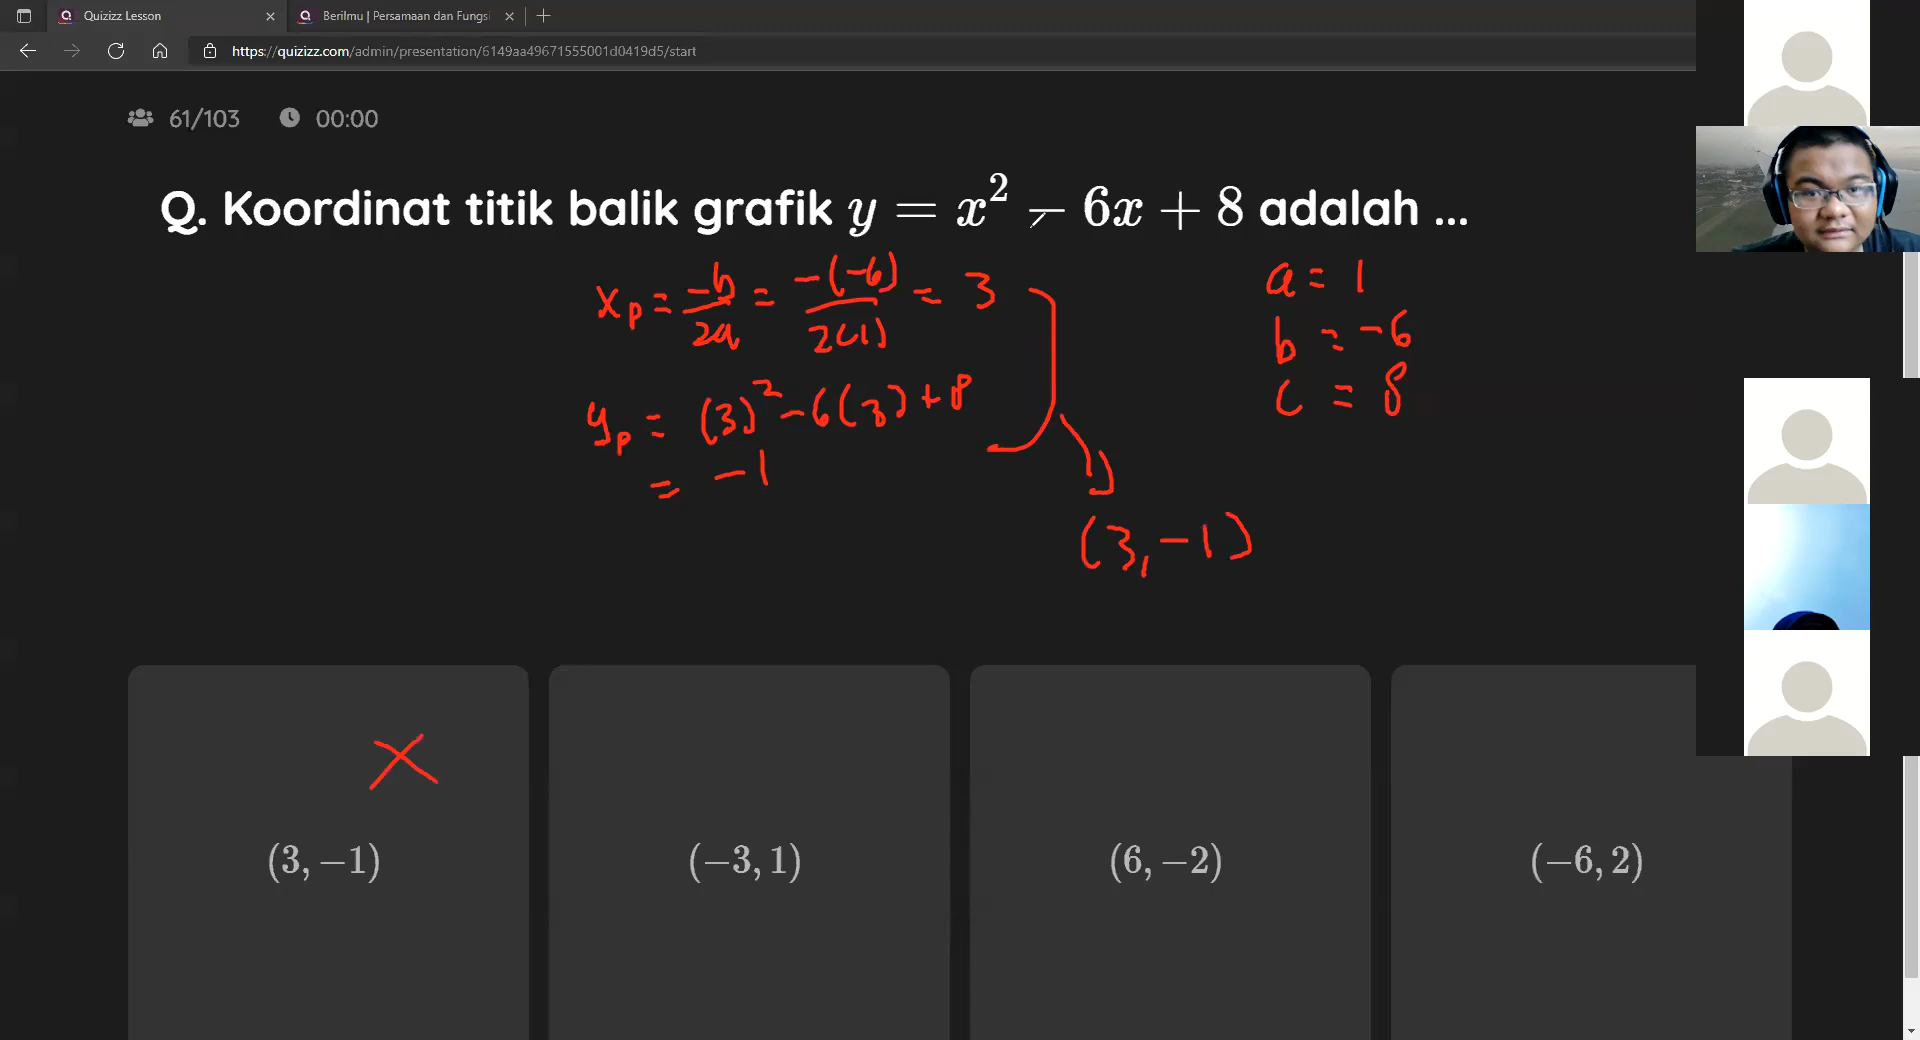 Quizizz Lesson
Berilmu | Persamaan dan Fungsi
https://quizizz.com/admin/presentation/6149aa49671555001d0419d5/start
61/103
00:00
Q. Koordinat titik balik grafik y = x² − 6x + 8 adalah ...
xₚ = -b/2a = -(-6)/2(1) = 3
yₚ = (3)² - 6(3) + 8
= -1
(3, -1)
a = 1
b = -6
c = 8
(3, −1)
(−3, 1)
(6, −2)
(−6, 2)